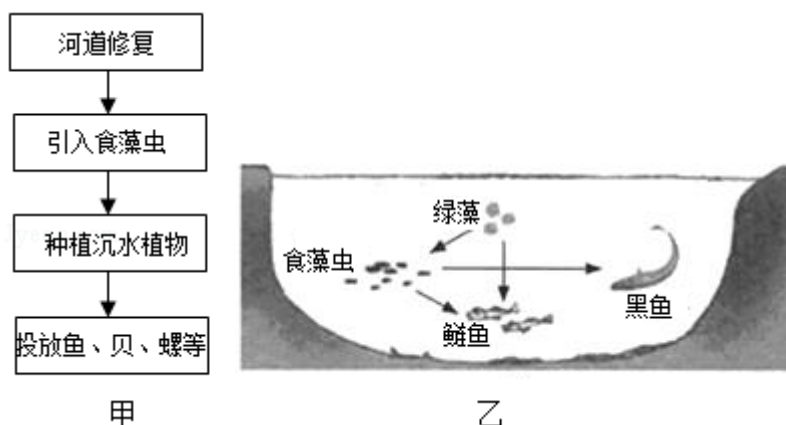 河道修复
引入食藻虫
种植沉水植物
投放鱼、贝、螺等
甲
绿藻
食藻虫
鲢鱼
黑鱼
乙